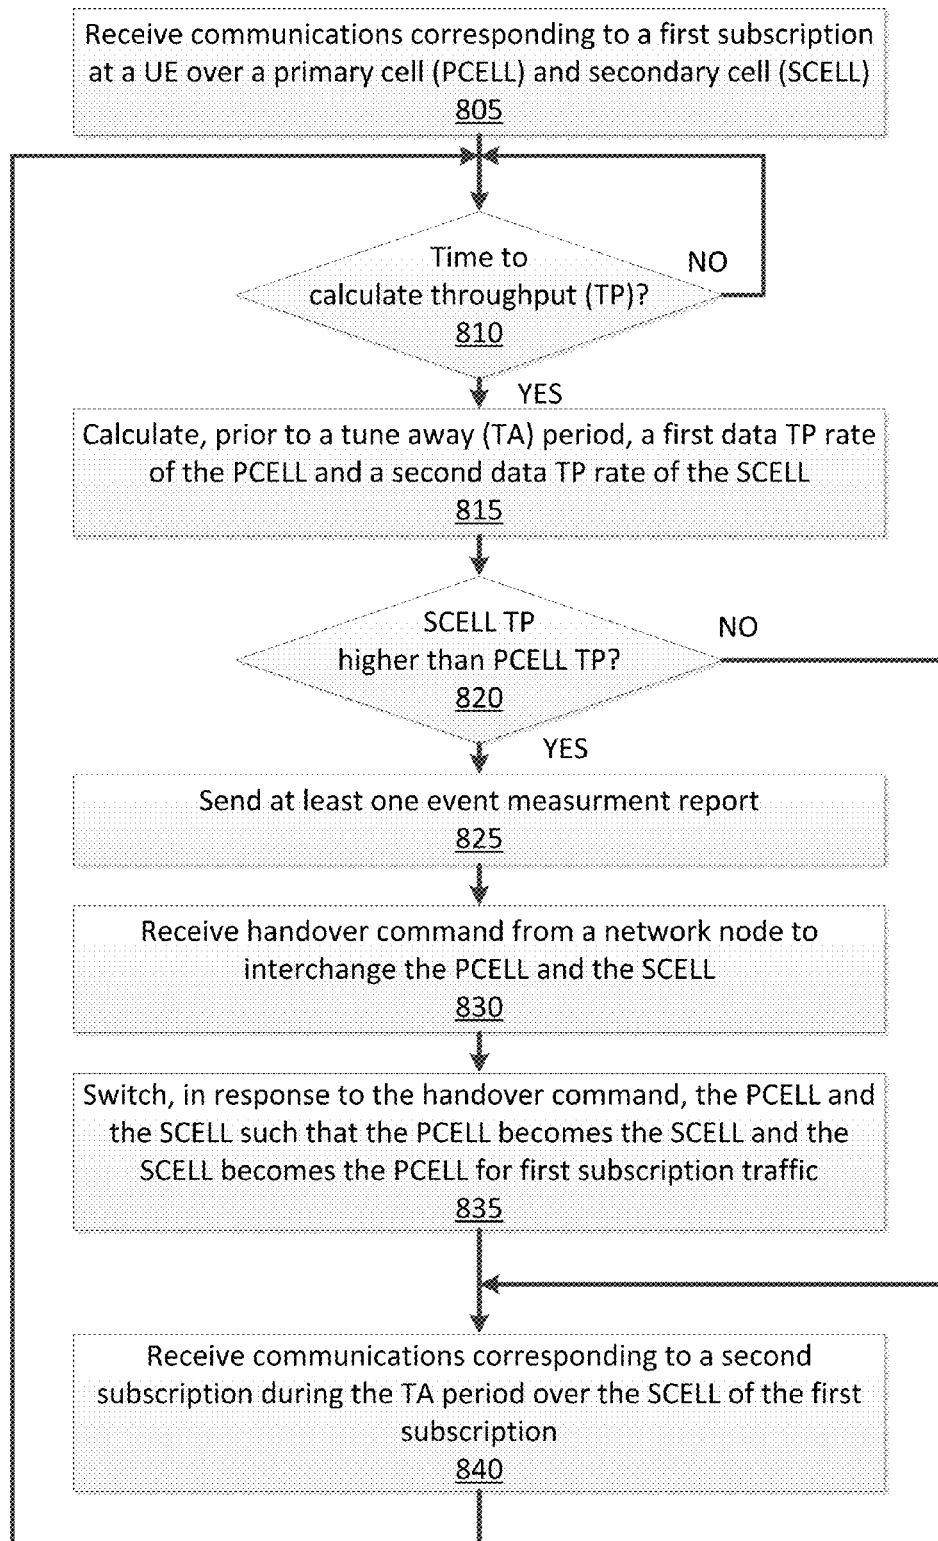 Receive communications corresponding to a first subscription
at a UE over a primary cell (PCELL) and secondary cell (SCELL)
805
Time to
calculate throughput (TP)?
810
NO
YES
Calculate, prior to a tune away (TA) period, a first data TP rate
of the PCELL and a second data TP rate of the SCELL
815
SCELL TP
higher than PCELL TP?
820
NO
YES
Send at least one event measurment report
825
Receive handover command from a network node to
interchange the PCELL and the SCELL
830
Switch, in response to the handover command, the PCELL and
the SCELL such that the PCELL becomes the SCELL and the
SCELL becomes the PCELL for first subscription traffic
835
Receive communications corresponding to a second
subscription during the TA period over the SCELL of the first
subscription
840